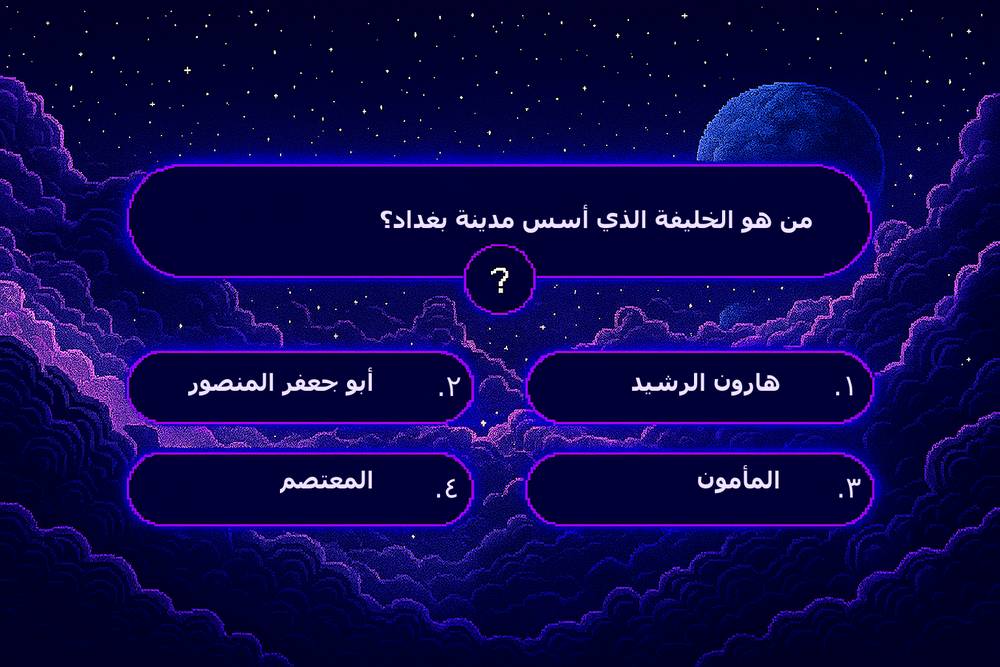 من هو الخليفة الذي أسس مدينة بغداد؟
?
١. هارون الرشيد
٢. أبو جعفر المنصور
٣. المأمون
٤. المعتصم